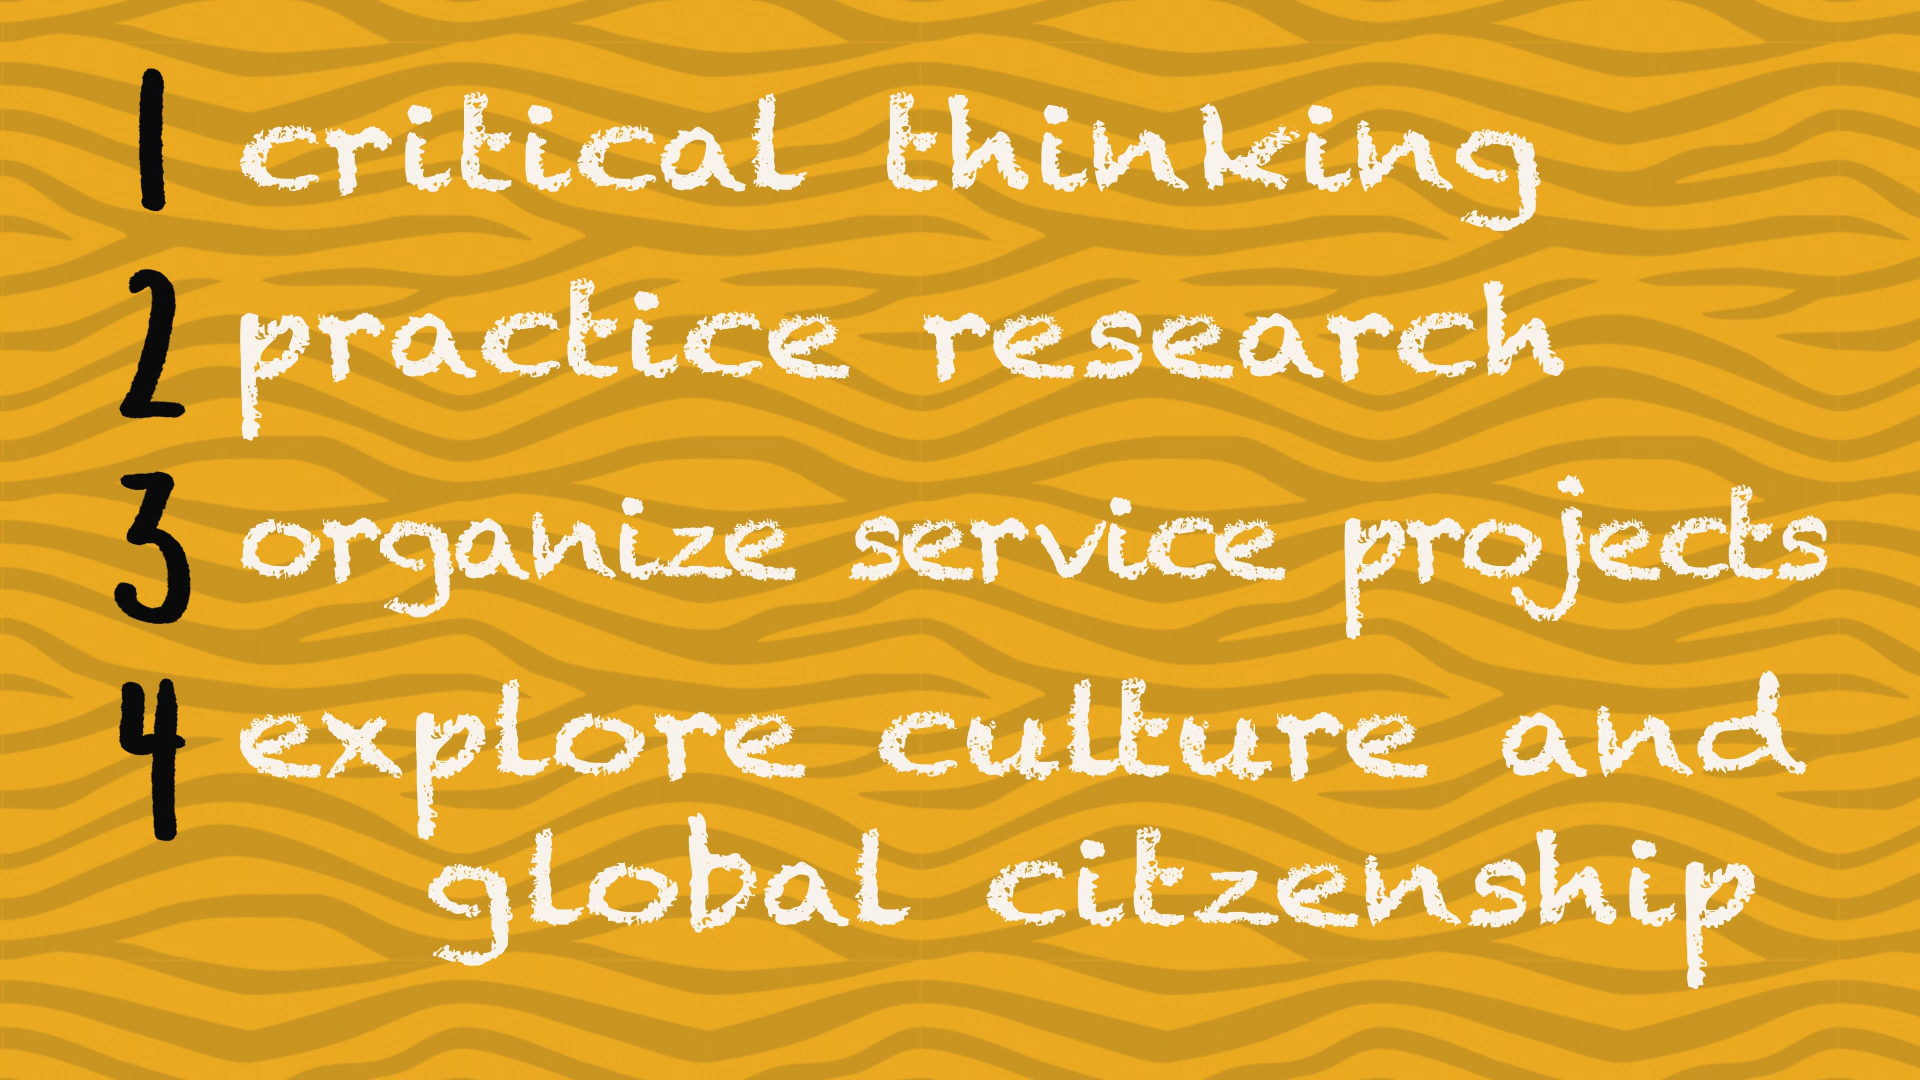 1 critical thinking
2 practice research
3 organize service projects
4 explore culture and
global citzenship